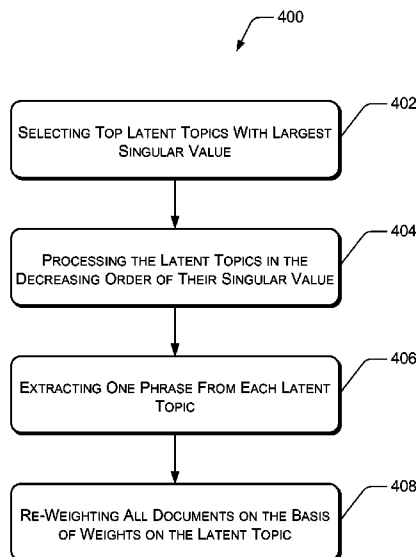 400
SELECTING TOP LATENT TOPICS WITH LARGEST
SINGULAR VALUE
402
PROCESSING THE LATENT TOPICS IN THE
DECREASING ORDER OF THEIR SINGULAR VALUE
404
EXTRACTING ONE PHRASE FROM EACH LATENT
TOPIC
406
RE-WEIGHTING ALL DOCUMENTS ON THE BASIS
OF WEIGHTS ON THE LATENT TOPIC
408